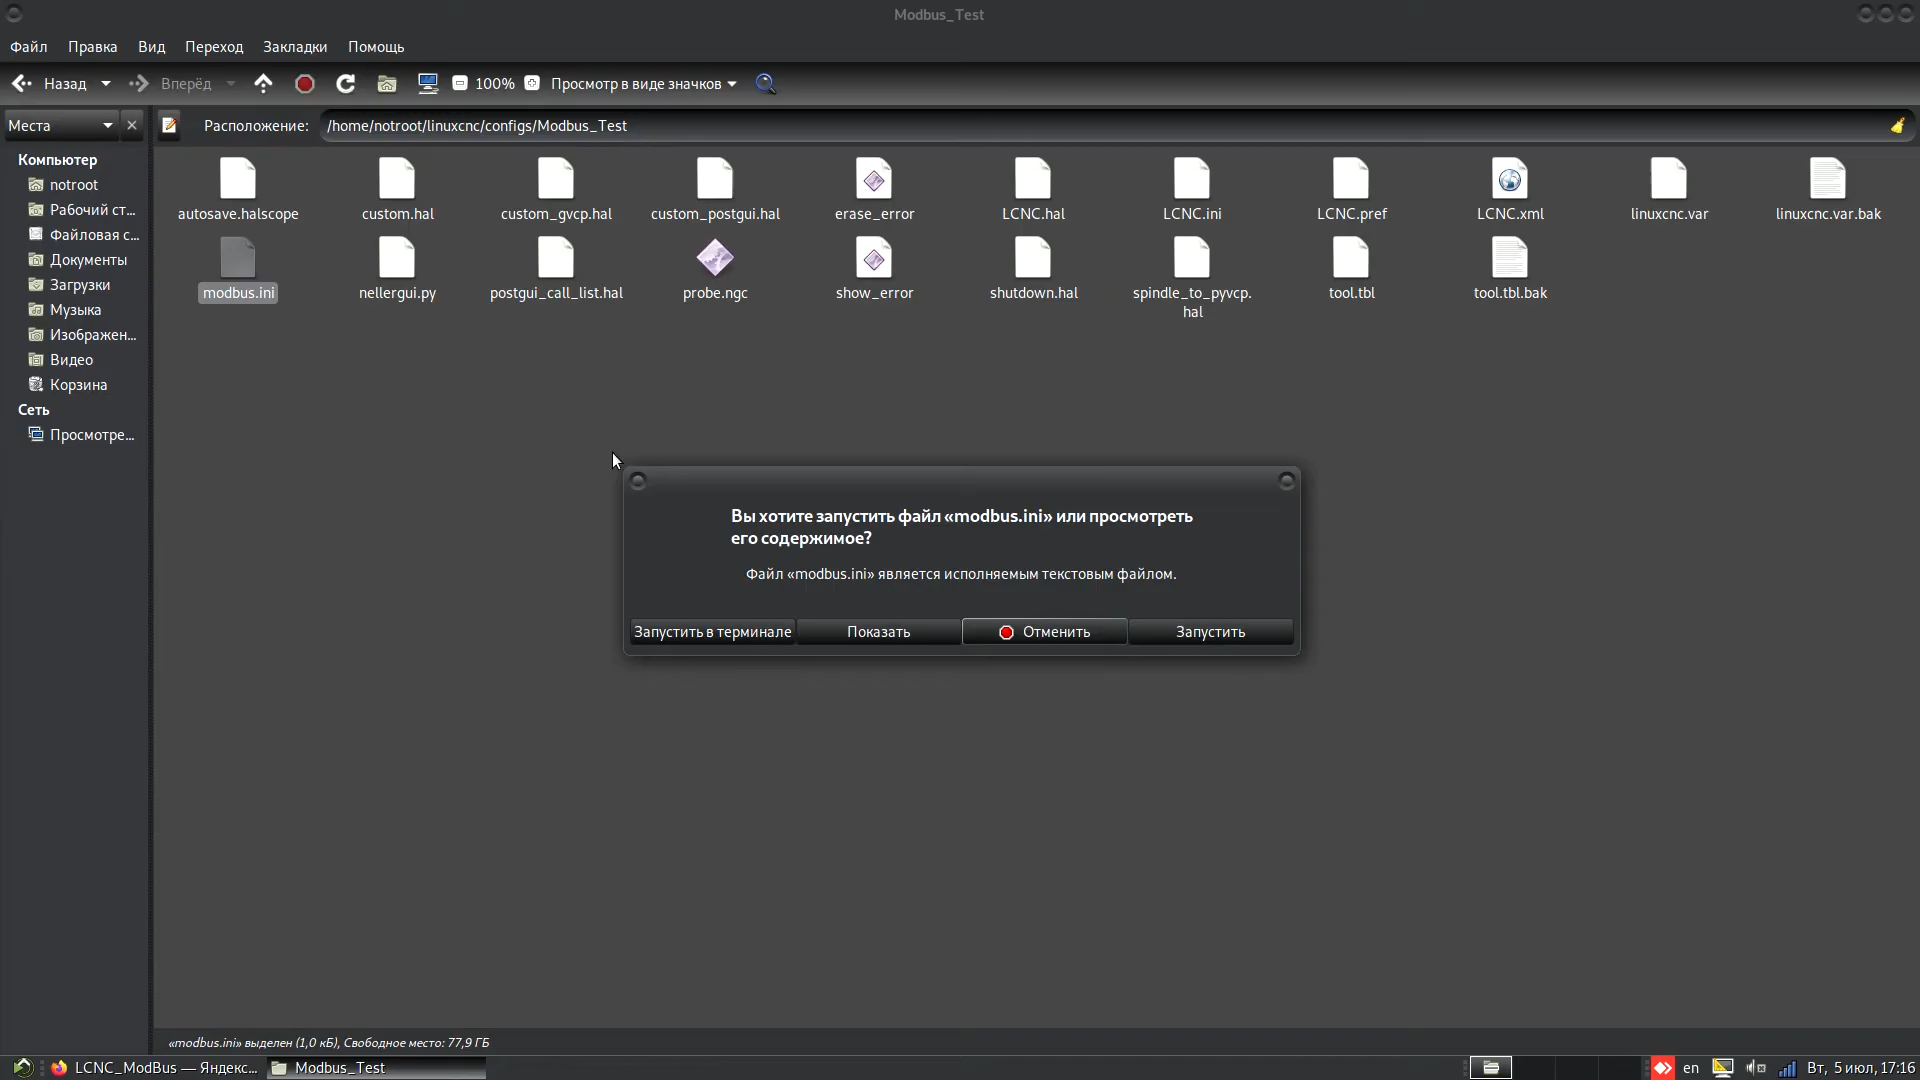 Modbus_Test
Файл Правка Вид Переход Закладки Помощь
Назад Вперёд 100% Просмотр в виде значков
Места Расположение: /home/notroot/linuxcnc/configs/Modbus_Test
Компьютер
notroot
Рабочий ст...
Файловая с...
Документы
Загрузки
Музыка
Изображен...
Видео
Корзина
Сеть
Просмотре...
autosave.halscope custom.hal custom_gvcp.hal custom_postgui.hal erase_error LCNC.hal LCNC.ini LCNC.pref LCNC.xml linuxcnc.var linuxcnc.var.bak
modbus.ini nellergui.py postgui_call_list.hal probe.ngc show_error shutdown.hal spindle_to_pyvcp. tool.tbl tool.tbl.bak
hal
Вы хотите запустить файл «modbus.ini» или просмотреть
его содержимое?
Файл «modbus.ini» является исполняемым текстовым файлом.
Запустить в терминале Показать Отменить Запустить
«modbus.ini» выделен (1,0 кБ), Свободное место: 77,9 ГБ
LCNC_ModBus — Яндекс... Modbus_Test en Вт, 5 июл, 17:16